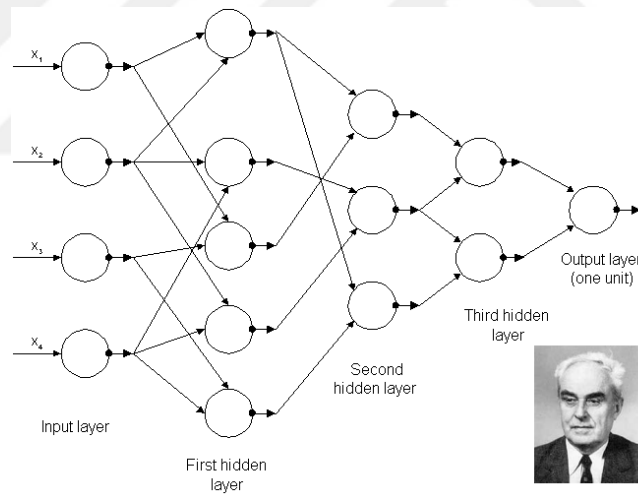 X1
X2
X3
X4
Input layer
First hidden
layer
Second
hidden layer
Third hidden
layer
Output layer
(one unit)